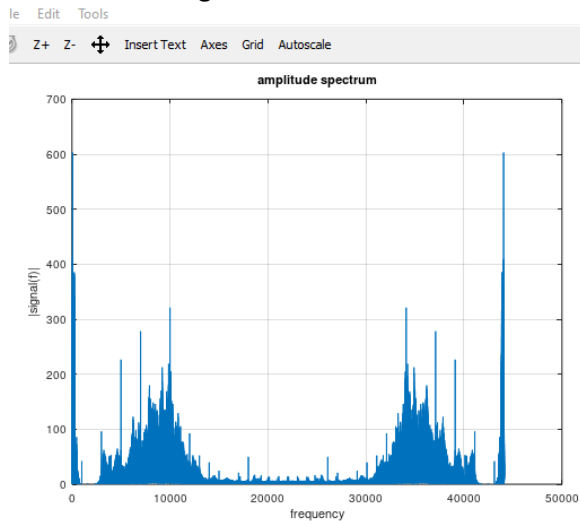 Edit Tools
Z+ Z- Insert Text Axes Grid Autoscale
amplitude spectrum
700
600
500
400
300
200
100
0
|signal(f)|
0 10000 20000 30000 40000 50000
frequency